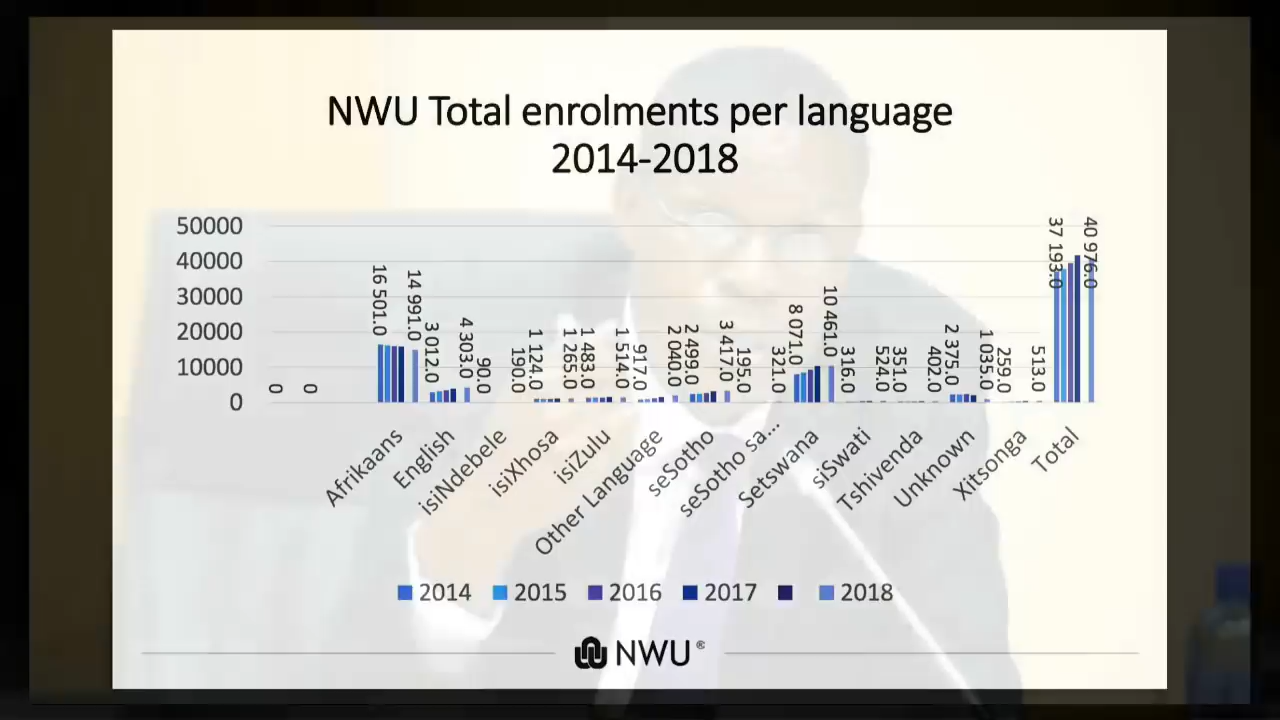 NWU Total enrolments per language
2014-2018
50000
40000
30000
20000
10000
0
0
0
16 501.0
14 991.0
3 012.0
4 303.0
90.0
190.0
1 124.0
1 265.0
1 483.0
1 514.0
917.0
2 040.0
2 499.0
3 417.0
195.0
321.0
8 071.0
10 461.0
316.0
524.0
351.0
402.0
2 375.0
1 035.0
259.0
513.0
37 193.0
40 976.0
Afrikaans
English
isiNdebele
isiXhosa
isiZulu
Other Language
seSotho
seSotho sa...
Setswana
siSwati
Tshivenda
Unknown
Xitsonga
Total
2014 2015 2016 2017 2018
NWU®